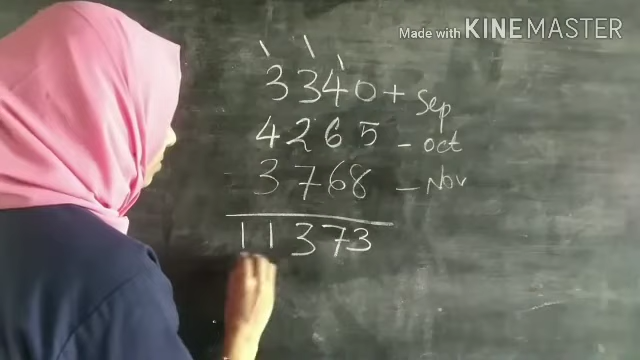 Made with KINEMASTER
3340 + Sep
4265 - oct
3768 - Nov
11373